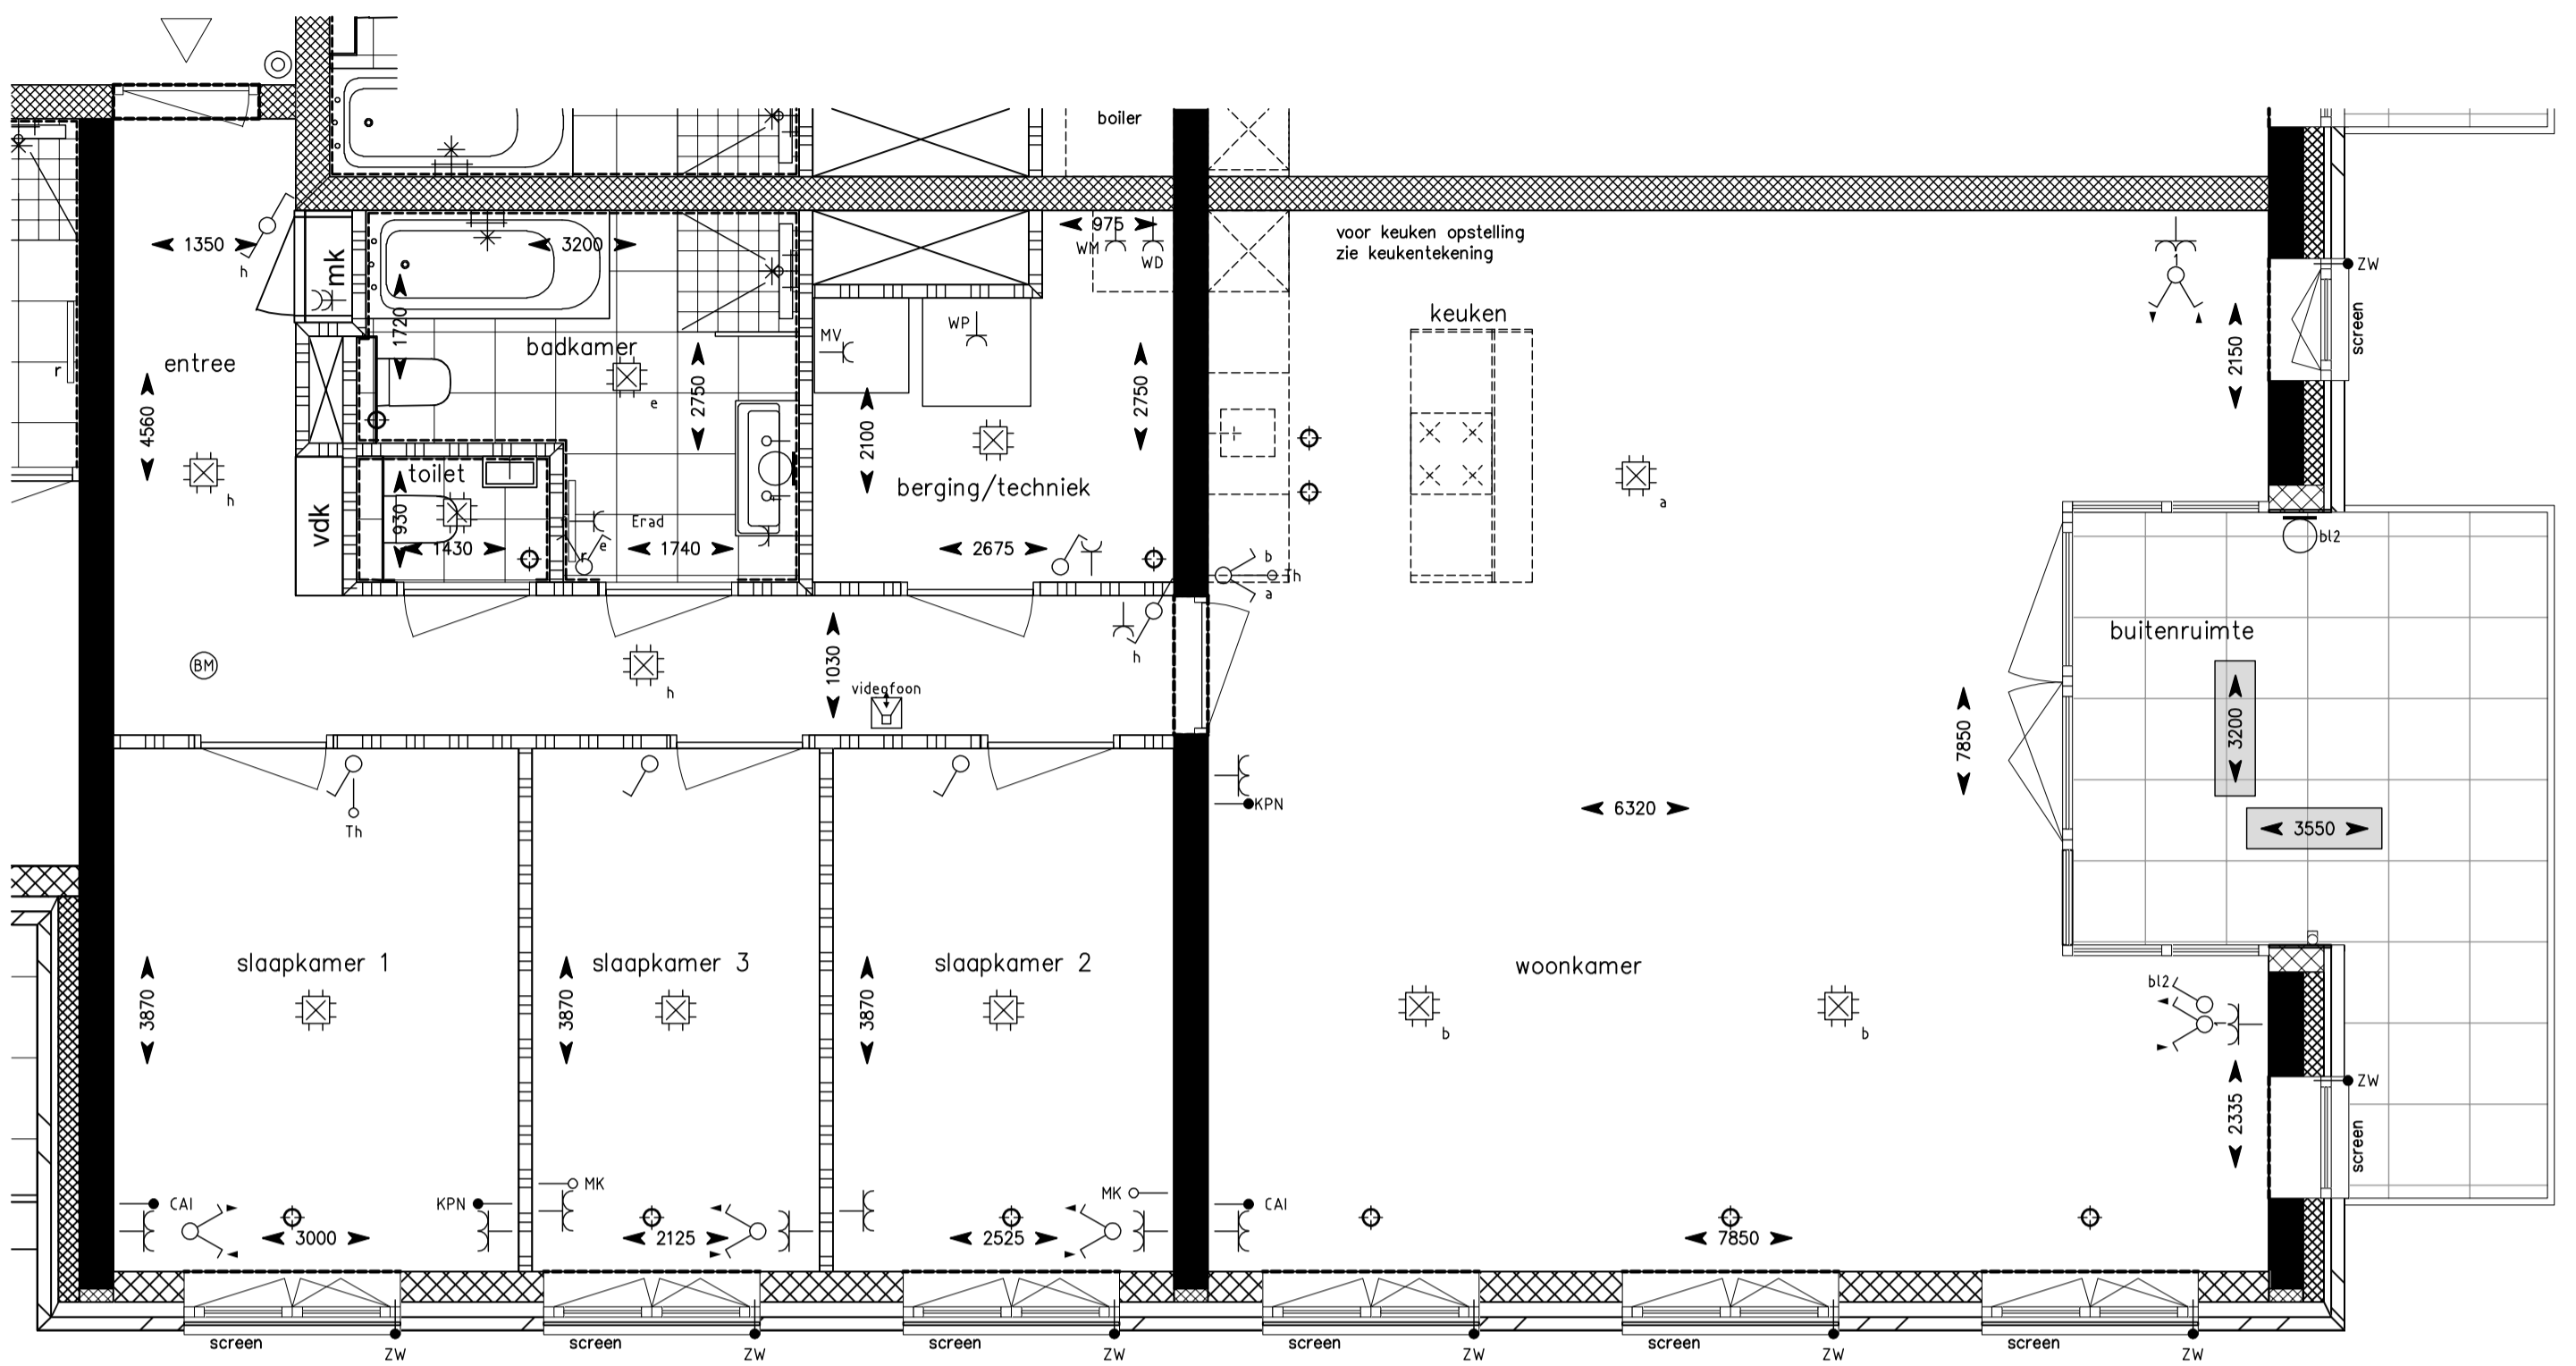 boiler
1350
h
mk
3200
975
WM
WD
voor keuken opstelling
zie keukentekening
ZW
screen
1720
badkamer
MV
WP
keuken
2150
entree
r
e
2750
2750
4560
2100
h
toilet
berging/techniek
a
vdk
930
1430
Erad
r
e
1740
2675
b
Th
a
bl2
buitenruimte
BM
h
1030
videofoon
h
7850
3200
Th
KPN
6320
3550
slaapkamer 1
slaapkamer 3
slaapkamer 2
woonkamer
3870
3870
3870
b
b
bl2
ZW
2335
screen
CAI
KPN
MK
MK
CAI
3000
2125
2525
7850
screen
ZW
screen
ZW
screen
ZW
screen
ZW
screen
ZW
screen
ZW